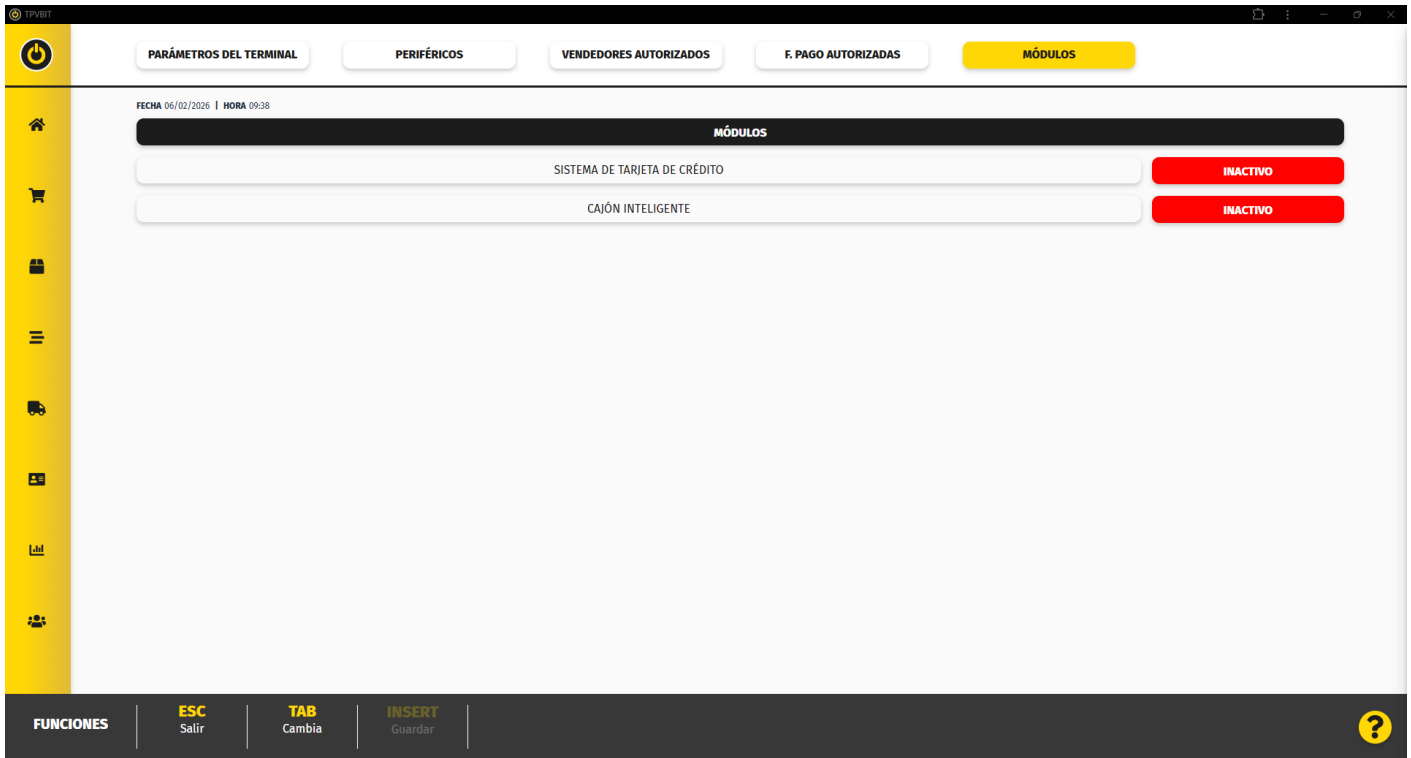 TPVBIT
PARÁMETROS DEL TERMINAL
PERIFÉRICOS
VENDEDORES AUTORIZADOS
F. PAGO AUTORIZADAS
MÓDULOS
FECHA 06/02/2026 | HORA 09:38
MÓDULOS
SISTEMA DE TARJETA DE CRÉDITO
INACTIVO
CAJÓN INTELIGENTE
INACTIVO
FUNCIONES
ESC
Salir
TAB
Cambia
INSERT
Guardar
?